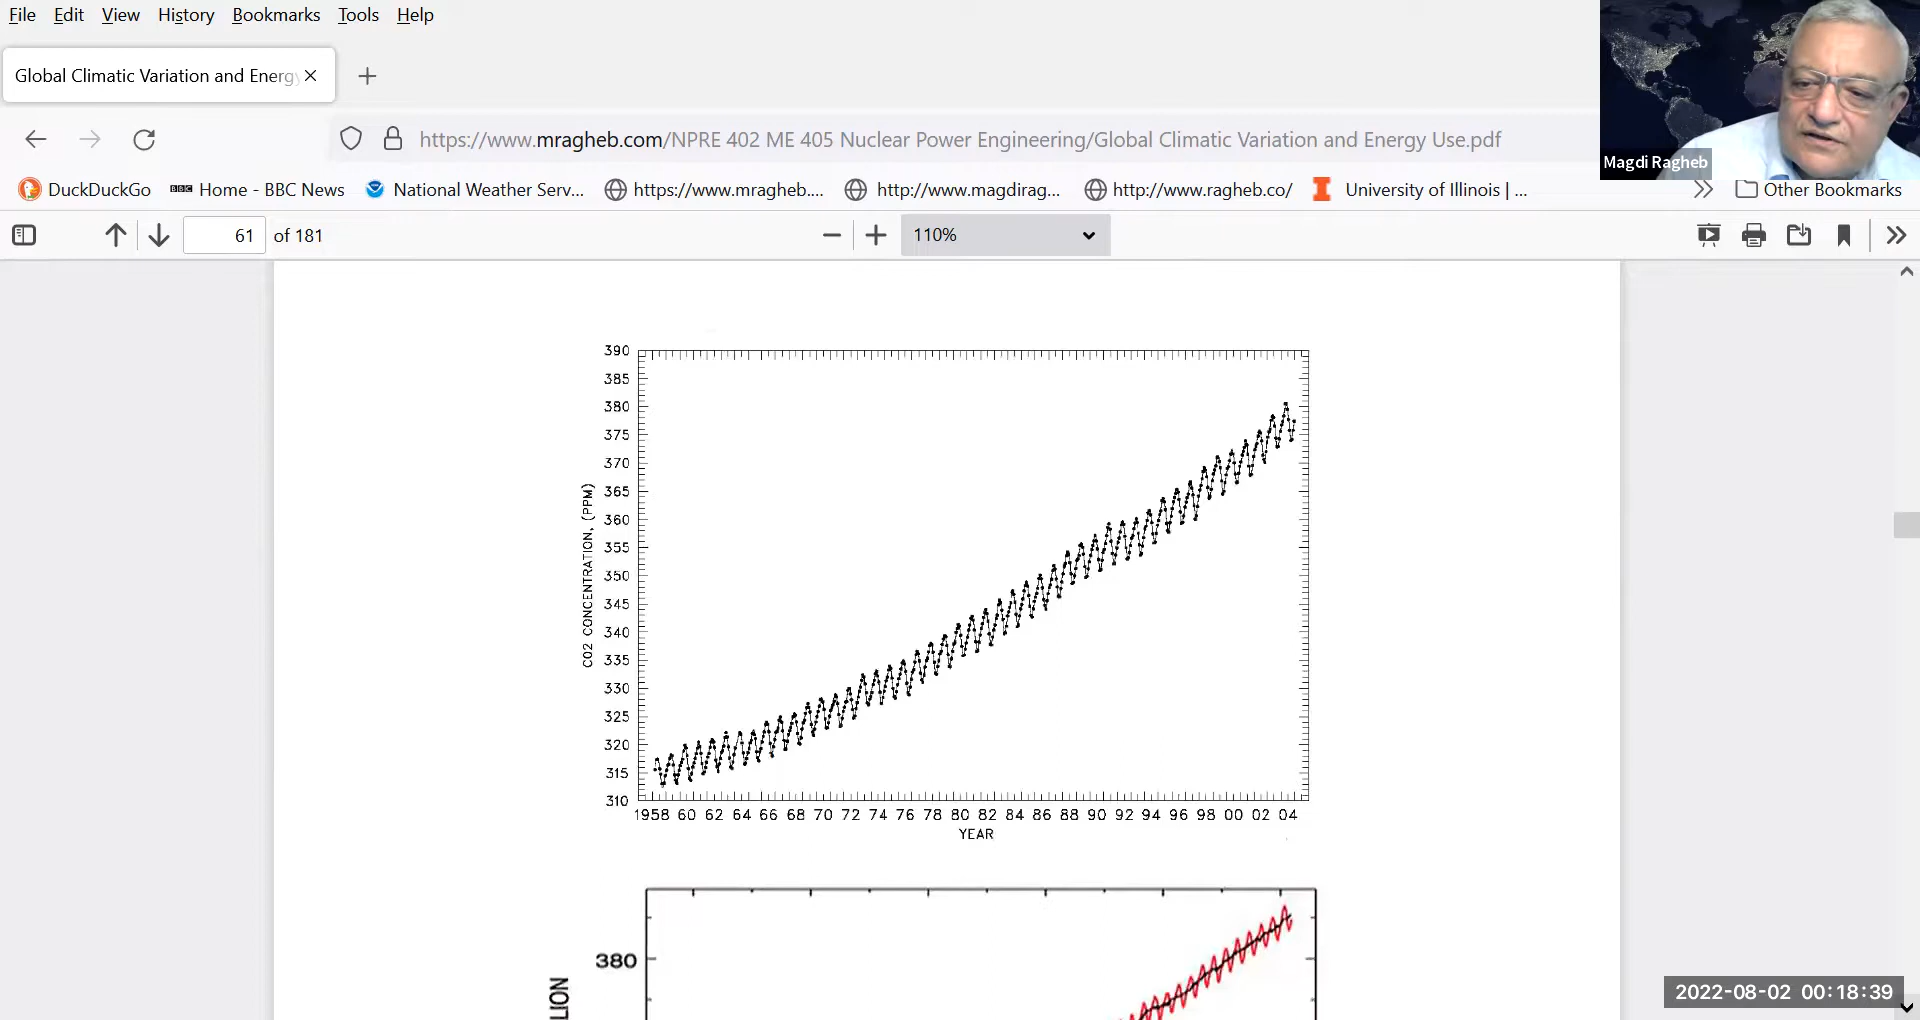 File Edit View History Bookmarks Tools Help
Global Climatic Variation and Energ
https://www.mragheb.com/NPRE 402 ME 405 Nuclear Power Engineering/Global Climatic Variation and Energy Use.pdf
Magdi Ragheb
DuckDuckGo BBC Home - BBC News National Weather Serv... https://www.mragheb.... http://www.magdirag... http://www.ragheb.co/ University of Illinois | ... Other Bookmarks
61 of 181 110%
390
385
380
375
370
365
360
355
350
345
340
335
330
325
320
315
310
CO2 CONCENTRATION, (PPM)
1958 60 62 64 66 68 70 72 74 76 78 80 82 84 86 88 90 92 94 96 98 00 02 04
YEAR
380
LION
2022-08-02 00:18:39